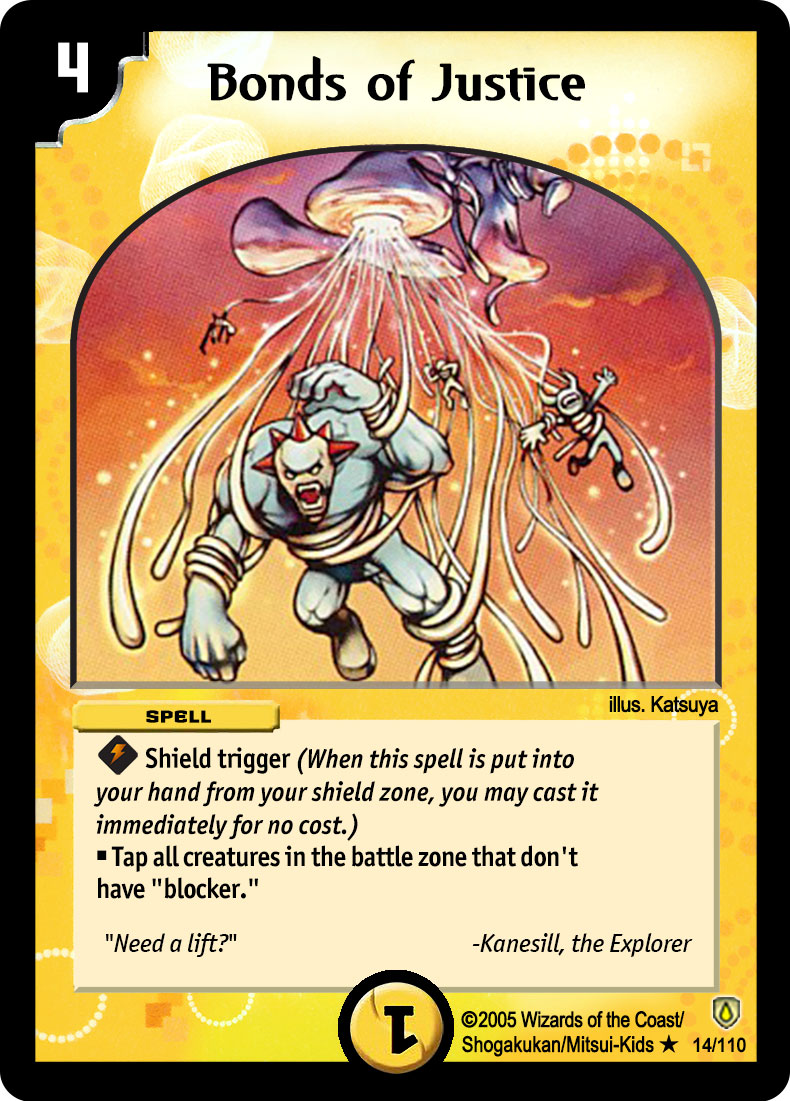 4
Bonds of Justice
illus. Katsuya
SPELL
Shield trigger (When this spell is put into
your hand from your shield zone, you may cast it
immediately for no cost.)
▪ Tap all creatures in the battle zone that don't
have "blocker."
"Need a lift?" -Kanesill, the Explorer
1
©2005 Wizards of the Coast/
Shogakukan/Mitsui-Kids ★ 14/110